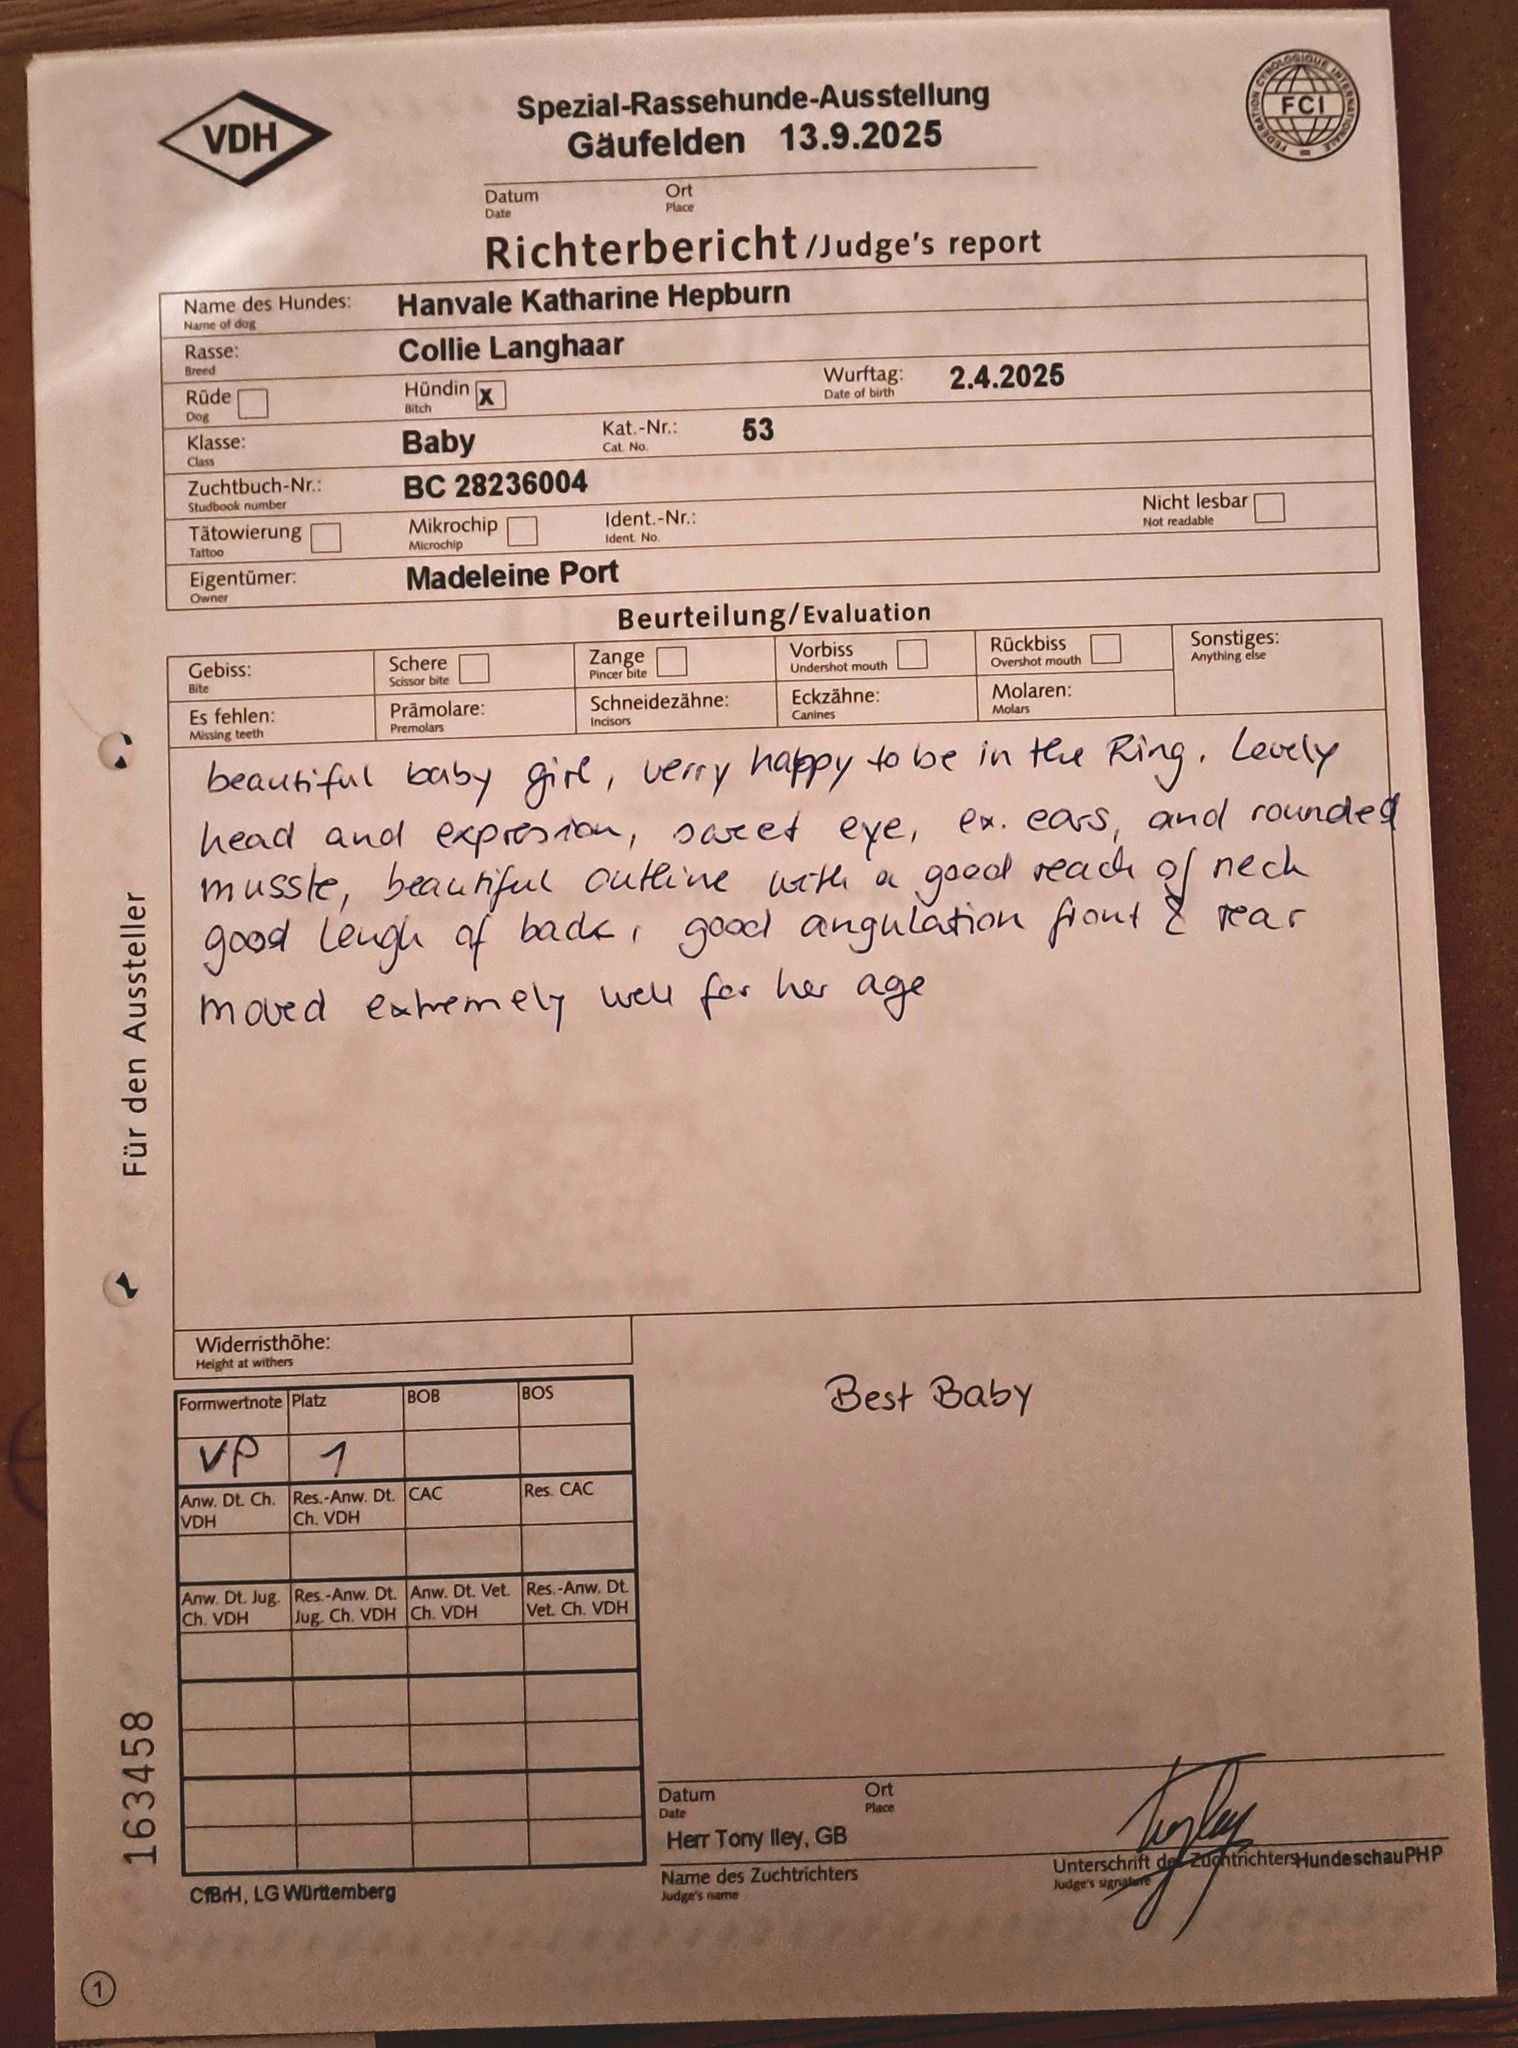 VDH
Spezial-Rassehunde-Ausstellung
Gäufelden 13.9.2025
FEDERATION CYNOLOGIQUE INTERNATIONALE
FCI
Datum Ort
Date Place
Richterbericht/Judge's report
Name des Hundes: Hanvale Katharine Hepburn
Name of dog
Rasse: Collie Langhaar
Breed
Rüde Hündin x Wurftag: 2.4.2025
Dog Bitch Date of birth
Klasse: Baby Kat.-Nr.: 53
Class Cat. No.
Zuchtbuch-Nr.: BC 28236004
Studbook number
Tätowierung Mikrochip Ident.-Nr.: Nicht lesbar
Tattoo Microchip Ident. No. Not readable
Eigentümer: Madeleine Port
Owner
Beurteilung/Evaluation
Gebiss: Schere Zange Vorbiss Rückbiss Sonstiges:
Bite Scissor bite Pincer bite Undershot mouth Overshot mouth Anything else
Es fehlen: Prämolare: Schneidezähne: Eckzähne: Molaren:
Missing teeth Premolars Incisors Canines Molars
beautiful baby girl, verry happy to be in the Ring. Lovely
head and expresion, sweet eye, ex. ears, and rounded
musste, beautiful outline with a good reach of neck
good lengh of back, good angulation front & rear
moved extremely well for her age
Für den Aussteller
Widerristhöhe:
Height at withers
Formwertnote Platz BOB BOS
VP 1
Anw. Dt. Ch. Res.-Anw. Dt. CAC Res. CAC
VDH Ch. VDH
Anw. Dt. Jug. Res.-Anw. Dt. Anw. Dt. Vet. Res.-Anw. Dt.
Ch. VDH Jug. Ch. VDH Ch. VDH Vet. Ch. VDH
Best Baby
163458
Datum Ort
Date Place
Herr Tony Iley, GB
Name des Zuchtrichters Unterschrift des Zuchtrichters HundeschauPHP
Judge's name Judge's signature
CfBrH, LG Württemberg
1